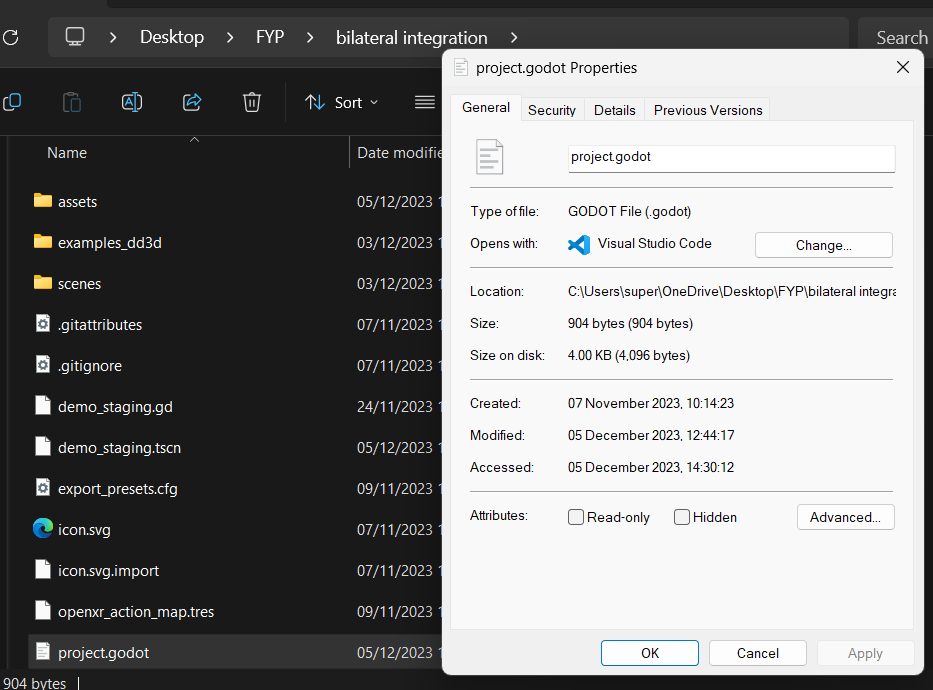 Desktop > FYP > bilateral integration >
Search
Sort
Name
Date modifie
assets
05/12/2023 1
examples_dd3d
03/12/2023 1
scenes
03/12/2023 1
.gitattributes
07/11/2023 1
.gitignore
07/11/2023 1
demo_staging.gd
24/11/2023 1
demo_staging.tscn
05/12/2023 1
export_presets.cfg
09/11/2023 1
icon.svg
07/11/2023 1
icon.svg.import
07/11/2023 1
openxr_action_map.tres
09/11/2023 1
project.godot
05/12/2023 1
904 bytes
project.godot Properties
General Security Details Previous Versions
project.godot
Type of file: GODOT File (.godot)
Opens with: Visual Studio Code Change...
Location: C:\Users\super\OneDrive\Desktop\FYP\bilateral integra
Size: 904 bytes (904 bytes)
Size on disk: 4.00 KB (4,096 bytes)
Created: 07 November 2023, 10:14:23
Modified: 05 December 2023, 12:44:17
Accessed: 05 December 2023, 14:30:12
Attributes: Read-only Hidden Advanced...
OK Cancel Apply